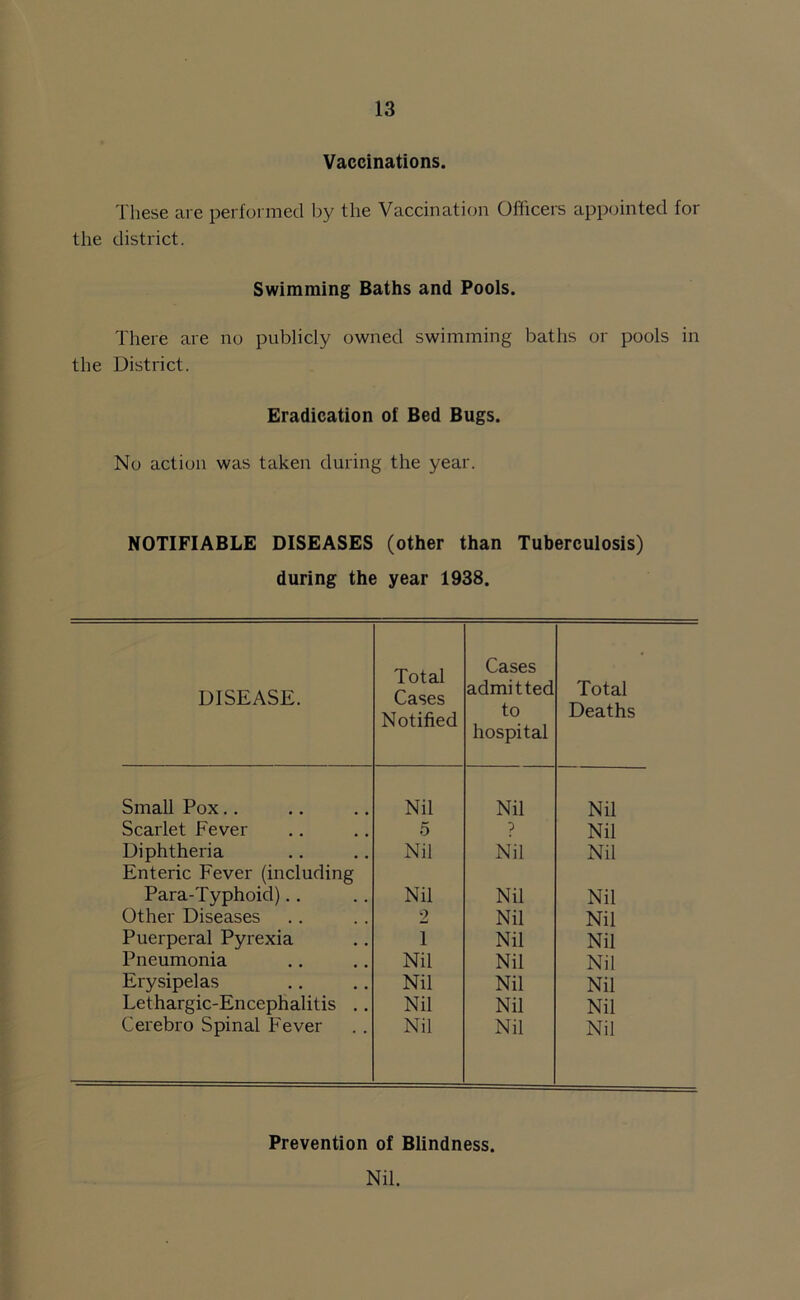 13
Vaccinations.
These are performed by the Vaccination Officers appointed for
the district.
Swimming Baths and Pools.
There are no publicly owned swimming baths or pools in
the District.
Eradication of Bed Bugs.
No action was taken during the year.
NOTIFIABLE DISEASES (other than Tuberculosis)
during the year 1938.
DISEASE. Total Cases Notified Cases admitted to hospital Total Deaths
Small Pox.. .. .. Nil Nil Nil
Scarlet Fever .. .. 5 ? Nil
Diphtheria .. .. Nil Nil Nil
Enteric Fever (including
Para-Typhoid).. .. Nil Nil Nil
Other Diseases .. .. 2 Nil Nil
Puerperal Pyrexia .. 1 Nil Nil
Pneumonia .. .. Nil Nil Nil
Erysipelas .. .. Nil Nil Nil
Lethargic-Encephalitis .. Nil Nil Nil
Cerebro Spinal Fever .. Nil Nil Nil
Prevention of Blindness.
Nil.